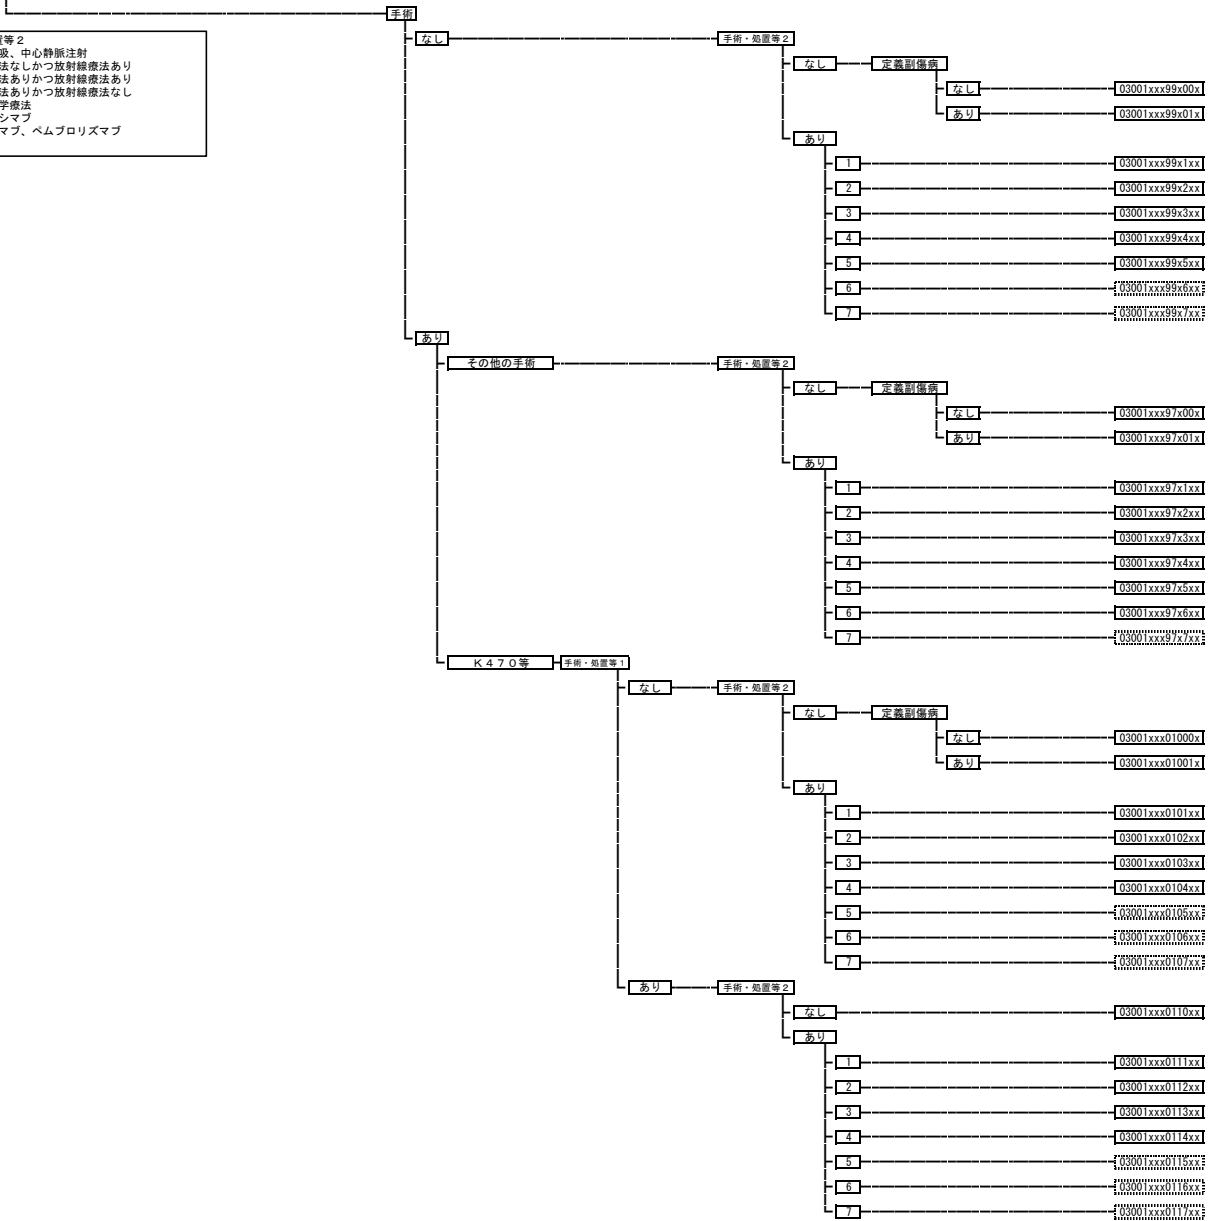 手術
置等２
吸、中心静脈注射
法なしかつ放射線療法あり
法ありかつ放射線療法あり
法ありかつ放射線療法なし
学療法
シマブ
マブ、ペムブロリズマブ
なし
手術・処置等２
なし
定義副傷病
なし
03001xxx99x00x
あり
03001xxx99x01x
あり
1
03001xxx99x1xx
2
03001xxx99x2xx
3
03001xxx99x3xx
4
03001xxx99x4xx
5
03001xxx99x5xx
6
03001xxx99x6xx
7
03001xxx99x7xx
あり
その他の手術
手術・処置等２
なし
定義副傷病
なし
03001xxx97x00x
あり
03001xxx97x01x
あり
1
03001xxx97x1xx
2
03001xxx97x2xx
3
03001xxx97x3xx
4
03001xxx97x4xx
5
03001xxx97x5xx
6
03001xxx97x6xx
7
03001xxx97x7xx
Ｋ４７０等
手術・処置等１
なし
手術・処置等２
なし
定義副傷病
なし
03001xxx01000x
あり
03001xxx01001x
あり
1
03001xxx0101xx
2
03001xxx0102xx
3
03001xxx0103xx
4
03001xxx0104xx
5
03001xxx0105xx
6
03001xxx0106xx
7
03001xxx0107xx
あり
手術・処置等２
なし
03001xxx0110xx
あり
1
03001xxx0111xx
2
03001xxx0112xx
3
03001xxx0113xx
4
03001xxx0114xx
5
03001xxx0115xx
6
03001xxx0116xx
7
03001xxx0117xx